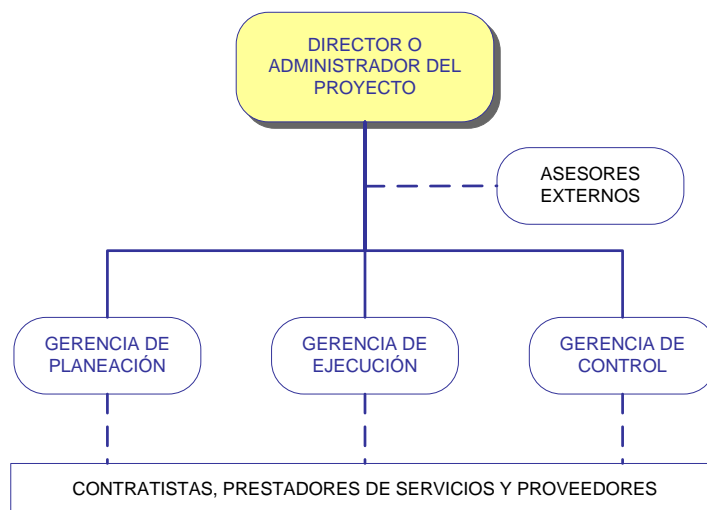 DIRECTOR O
ADMINISTRADOR DEL
PROYECTO
ASESORES
EXTERNOS
GERENCIA DE
PLANEACIÓN
GERENCIA DE
EJECUCIÓN
GERENCIA DE
CONTROL
CONTRATISTAS, PRESTADORES DE SERVICIOS Y PROVEEDORES